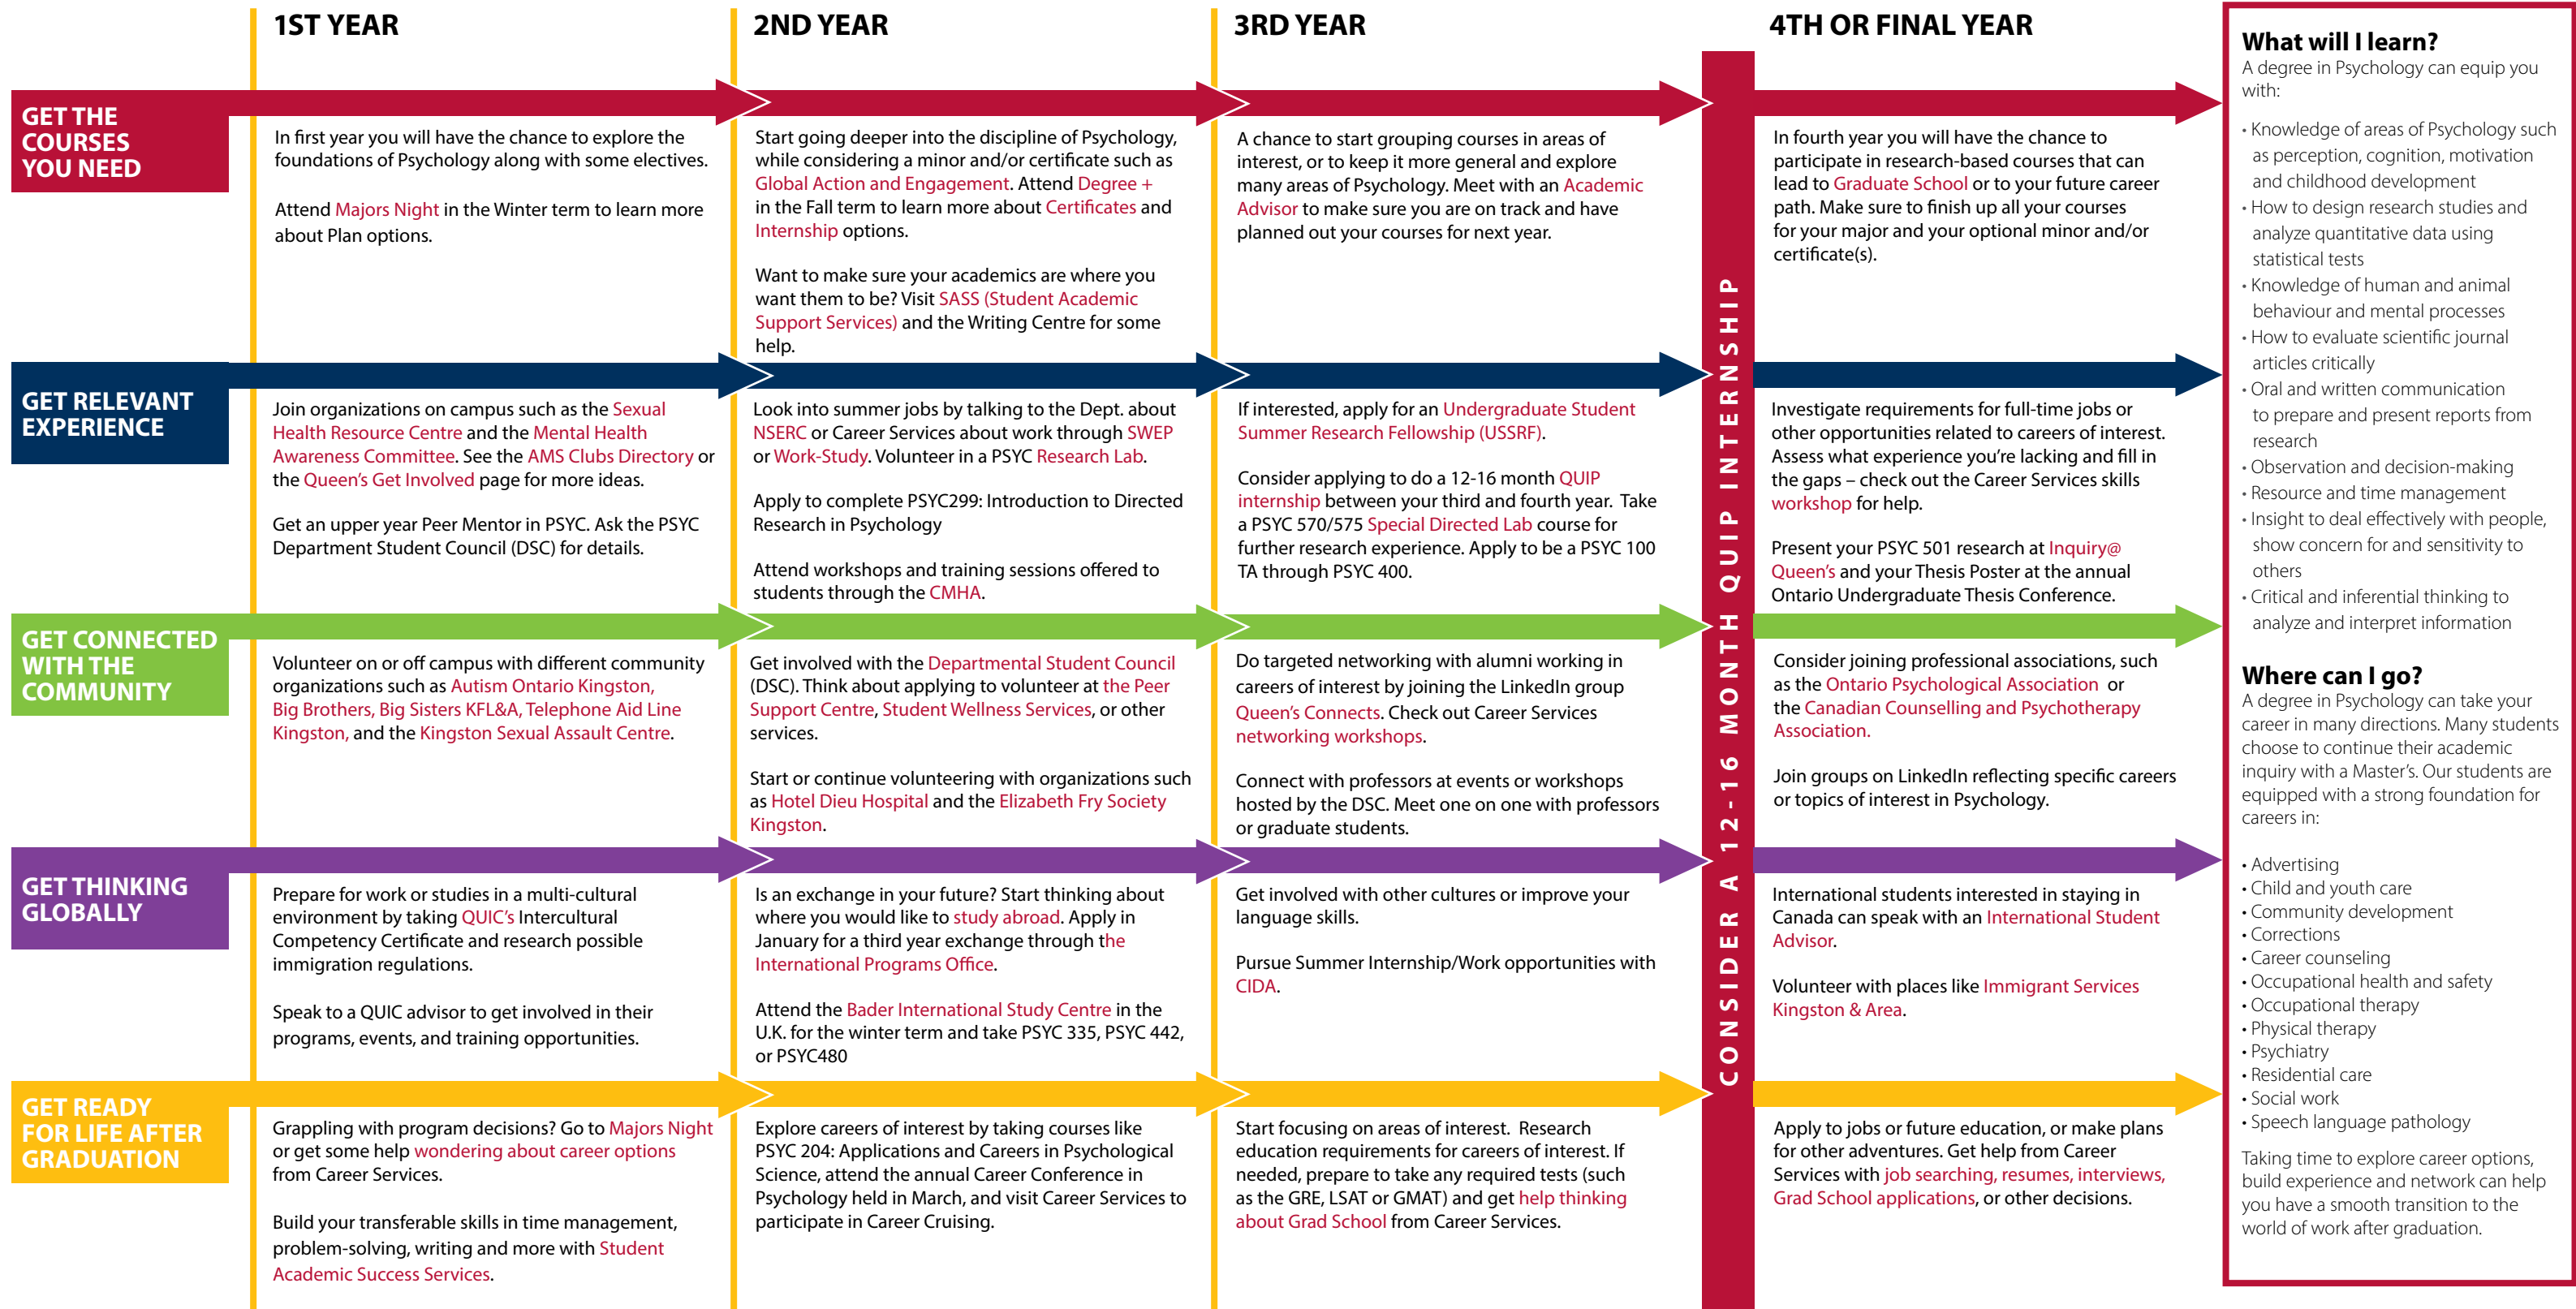 1ST YEAR
2ND YEAR
3RD YEAR
4TH OR FINAL YEAR
GET THE
COURSES
YOU NEED
In first year you will have the chance to explore the
foundations of Psychology along with some electives.
Attend Majors Night in the Winter term to learn more
about Plan options.
Start going deeper into the discipline of Psychology,
while considering a minor and/or certificate such as
Global Action and Engagement. Attend Degree +
in the Fall term to learn more about Certificates and
Internship options.
Want to make sure your academics are where you
want them to be? Visit SASS (Student Academic
Support Services) and the Writing Centre for some
help.
A chance to start grouping courses in areas of
interest, or to keep it more general and explore
many areas of Psychology. Meet with an Academic
Advisor to make sure you are on track and have
planned out your courses for next year.
In fourth year you will have the chance to
participate in research-based courses that can
lead to Graduate School or to your future career
path. Make sure to finish up all your courses
for your major and your optional minor and/or
certificate(s).
GET RELEVANT
EXPERIENCE
Join organizations on campus such as the Sexual
Health Resource Centre and the Mental Health
Awareness Committee. See the AMS Clubs Directory or
the Queen's Get Involved page for more ideas.
Get an upper year Peer Mentor in PSYC. Ask the PSYC
Department Student Council (DSC) for details.
Look into summer jobs by talking to the Dept. about
NSERC or Career Services about work through SWEP
or Work-Study. Volunteer in a PSYC Research Lab.
Apply to complete PSYC299: Introduction to Directed
Research in Psychology
Attend workshops and training sessions offered to
students through the CMHA.
If interested, apply for an Undergraduate Student
Summer Research Fellowship (USSRF).
Consider applying to do a 12-16 month QUIP
internship between your third and fourth year. Take
a PSYC 570/575 Special Directed Lab course for
further research experience. Apply to be a PSYC 100
TA through PSYC 400.
Investigate requirements for full-time jobs or
other opportunities related to careers of interest.
Assess what experience you're lacking and fill in
the gaps – check out the Career Services skills
workshop for help.
Present your PSYC 501 research at Inquiry@
Queen's and your Thesis Poster at the annual
Ontario Undergraduate Thesis Conference.
GET CONNECTED
WITH THE
COMMUNITY
Volunteer on or off campus with different community
organizations such as Autism Ontario Kingston,
Big Brothers, Big Sisters KFL&A, Telephone Aid Line
Kingston, and the Kingston Sexual Assault Centre.
Get involved with the Departmental Student Council
(DSC). Think about applying to volunteer at the Peer
Support Centre, Student Wellness Services, or other
services.
Start or continue volunteering with organizations such
as Hotel Dieu Hospital and the Elizabeth Fry Society
Kingston.
Do targeted networking with alumni working in
careers of interest by joining the LinkedIn group
Queen's Connects. Check out Career Services
networking workshops.
Connect with professors at events or workshops
hosted by the DSC. Meet one on one with professors
or graduate students.
Consider joining professional associations, such
as the Ontario Psychological Association or
the Canadian Counselling and Psychotherapy
Association.
Join groups on LinkedIn reflecting specific careers
or topics of interest in Psychology.
GET THINKING
GLOBALLY
Prepare for work or studies in a multi-cultural
environment by taking QUIC's Intercultural
Competency Certificate and research possible
immigration regulations.
Speak to a QUIC advisor to get involved in their
programs, events, and training opportunities.
Is an exchange in your future? Start thinking about
where you would like to study abroad. Apply in
January for a third year exchange through the
International Programs Office.
Attend the Bader International Study Centre in the
U.K. for the winter term and take PSYC 335, PSYC 442,
or PSYC480
Get involved with other cultures or improve your
language skills.
Pursue Summer Internship/Work opportunities with
CIDA.
International students interested in staying in
Canada can speak with an International Student
Advisor.
Volunteer with places like Immigrant Services
Kingston & Area.
GET READY
FOR LIFE AFTER
GRADUATION
Grappling with program decisions? Go to Majors Night
or get some help wondering about career options
from Career Services.
Build your transferable skills in time management,
problem-solving, writing and more with Student
Academic Success Services.
Explore careers of interest by taking courses like
PSYC 204: Applications and Careers in Psychological
Science, attend the annual Career Conference in
Psychology held in March, and visit Career Services to
participate in Career Cruising.
Start focusing on areas of interest. Research
education requirements for careers of interest. If
needed, prepare to take any required tests (such
as the GRE, LSAT or GMAT) and get help thinking
about Grad School from Career Services.
Apply to jobs or future education, or make plans
for other adventures. Get help from Career
Services with job searching, resumes, interviews,
Grad School applications, or other decisions.
CONSIDER A 12-16 MONTH QUIP INTERNSHIP
What will I learn?
A degree in Psychology can equip you
with:
• Knowledge of areas of Psychology such
as perception, cognition, motivation
and childhood development
• How to design research studies and
analyze quantitative data using
statistical tests
• Knowledge of human and animal
behaviour and mental processes
• How to evaluate scientific journal
articles critically
• Oral and written communication
to prepare and present reports from
research
• Observation and decision-making
• Resource and time management
• Insight to deal effectively with people,
show concern for and sensitivity to
others
• Critical and inferential thinking to
analyze and interpret information
Where can I go?
A degree in Psychology can take your
career in many directions. Many students
choose to continue their academic
inquiry with a Master's. Our students are
equipped with a strong foundation for
careers in:
• Advertising
• Child and youth care
• Community development
• Corrections
• Career counseling
• Occupational health and safety
• Occupational therapy
• Physical therapy
• Psychiatry
• Residential care
• Social work
• Speech language pathology
Taking time to explore career options,
build experience and network can help
you have a smooth transition to the
world of work after graduation.